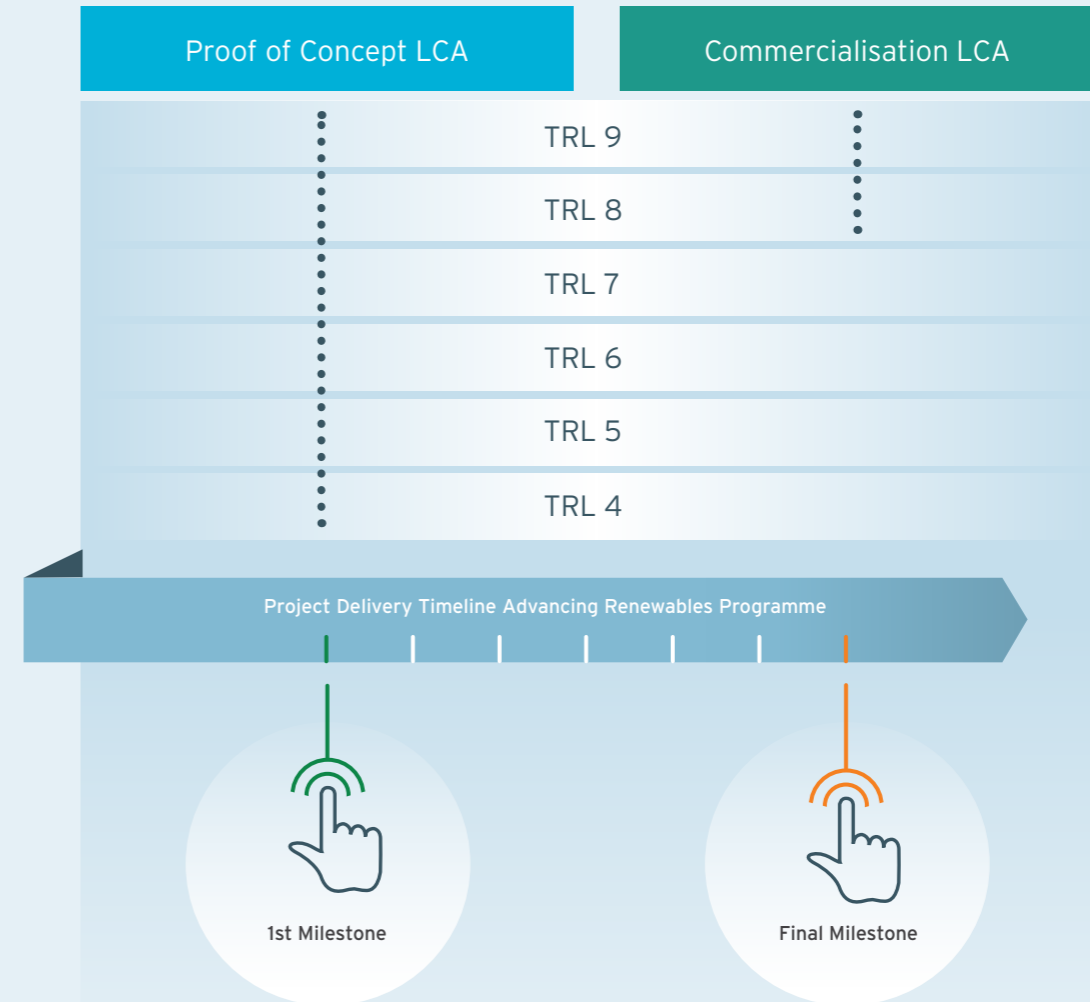 Proof of Concept LCA
Commercialisation LCA
TRL 9
TRL 8
TRL 7
TRL 6
TRL 5
TRL 4
Project Delivery Timeline Advancing Renewables Programme
1st Milestone
Final Milestone